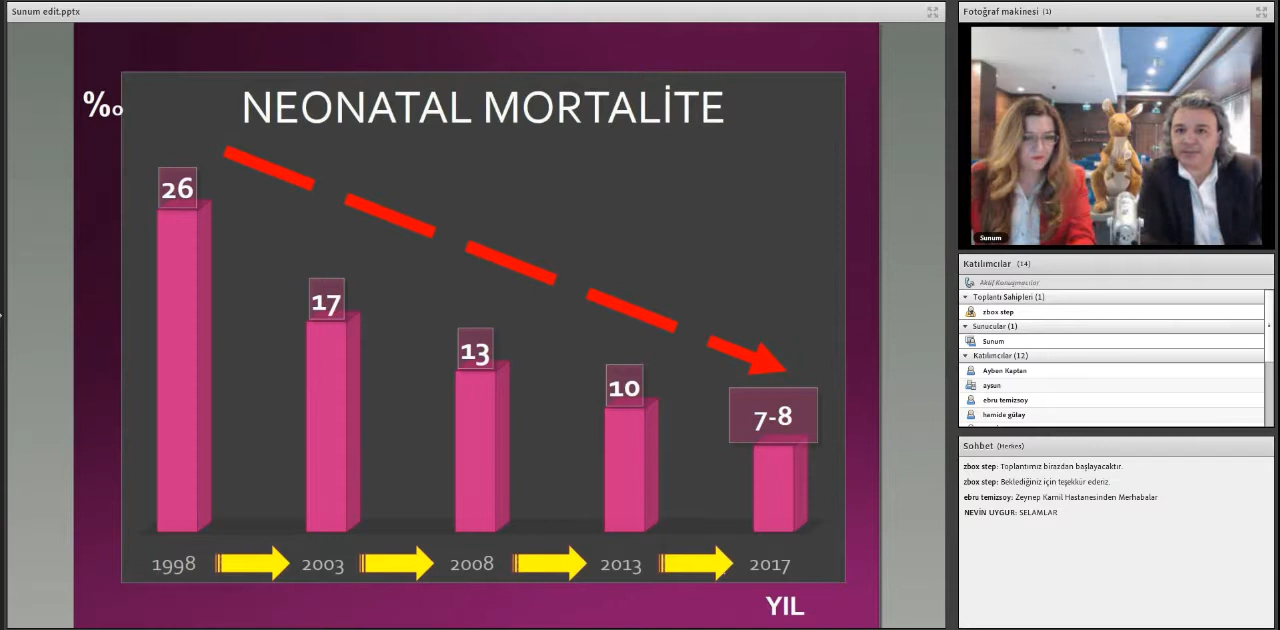 Sunum edit.pptx
‰
NEONATAL MORTALİTE
26
17
13
10
7-8
1998
2003
2008
2013
2017
YIL
Fotoğraf makinesi (1)
Sunum
Katılımcılar (14)
Aktif Konuşmacılar
Toplantı Sahipleri (1)
zbox step
Sunucular (1)
Sunum
Katılımcılar (12)
Ayben Kaptan
aysun
ebru temizsoy
hamide gülay
Sohbet (Herkes)
zbox step: Toplantımız birazdan başlayacaktır.
zbox step: Beklediğiniz için teşekkür ederiz.
ebru temizsoy: Zeynep Kamil Hastanesinden Merhabalar
NEVİN UYGUR: SELAMLAR